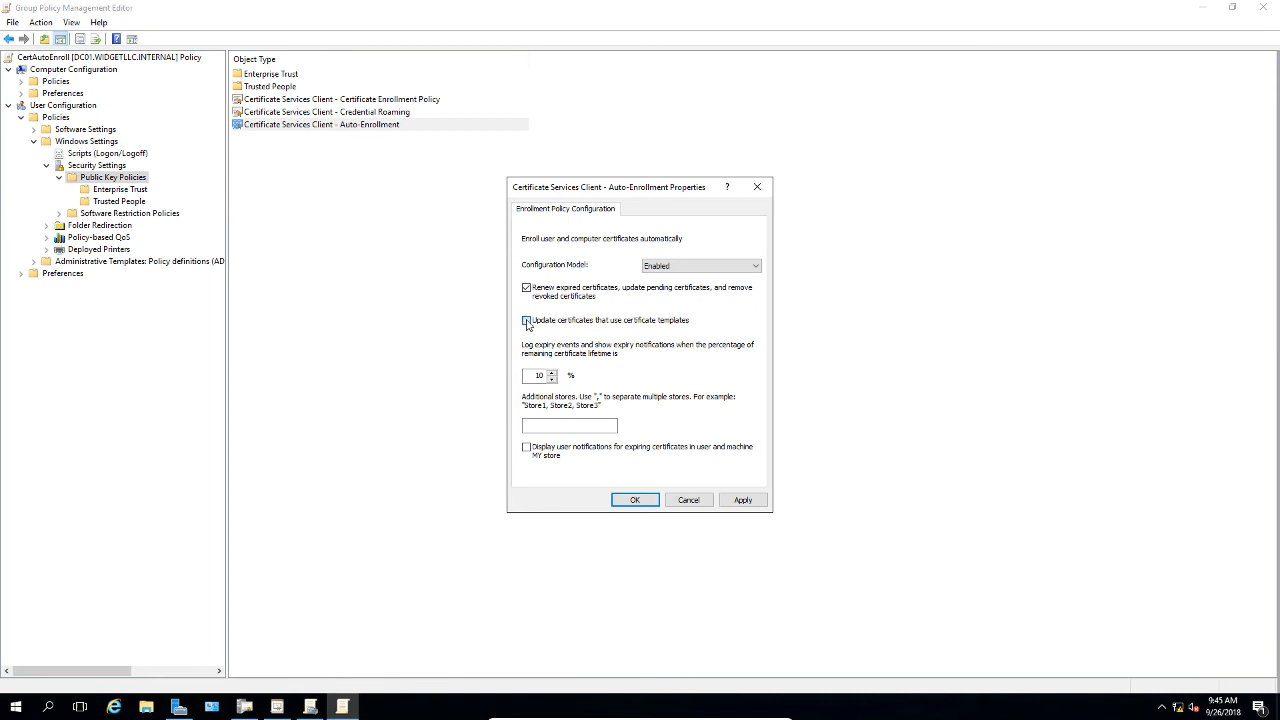 Group Policy Management Editor
File Action View Help
CertAutoEnroll [DC01.WIDGETLLC.INTERNAL] Policy
Computer Configuration
Policies
Preferences
User Configuration
Policies
Software Settings
Windows Settings
Scripts (Logon/Logoff)
Security Settings
Public Key Policies
Enterprise Trust
Trusted People
Software Restriction Policies
Folder Redirection
Policy-based QoS
Deployed Printers
Administrative Templates: Policy definitions (AD
Preferences
Object Type
Enterprise Trust
Trusted People
Certificate Services Client - Certificate Enrollment Policy
Certificate Services Client - Credential Roaming
Certificate Services Client - Auto-Enrollment
Certificate Services Client - Auto-Enrollment Properties
Enrollment Policy Configuration
Enroll user and computer certificates automatically
Configuration Model: Enabled
Renew expired certificates, update pending certificates, and remove
revoked certificates
Update certificates that use certificate templates
Log expiry events and show expiry notifications when the percentage of
remaining certificate lifetime is
10 %
Additional stores. Use "," to separate multiple stores. For example:
"Store1, Store2, Store3"
Display user notifications for expiring certificates in user and machine
MY store
OK Cancel Apply
9:45 AM
9/26/2018
1